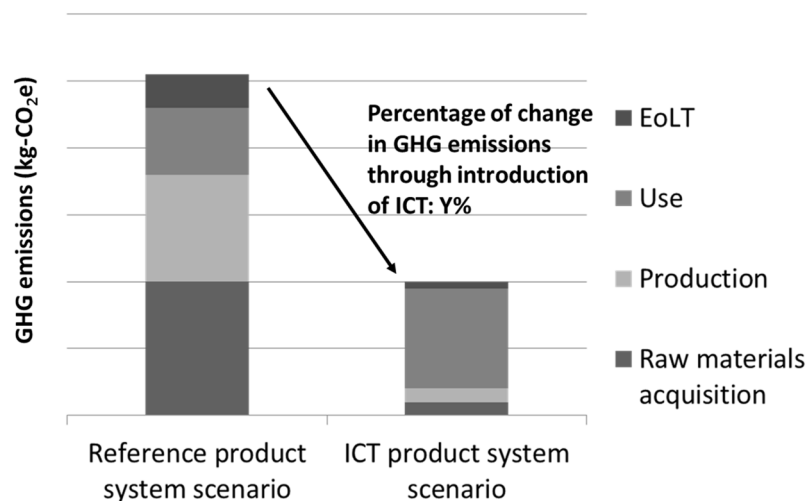 GHG emissions (kg-CO₂e)
Percentage of change
in GHG emissions
through introduction
of ICT: Y%
EoLT
Use
Production
Raw materials
acquisition
Reference product
system scenario
ICT product system
scenario